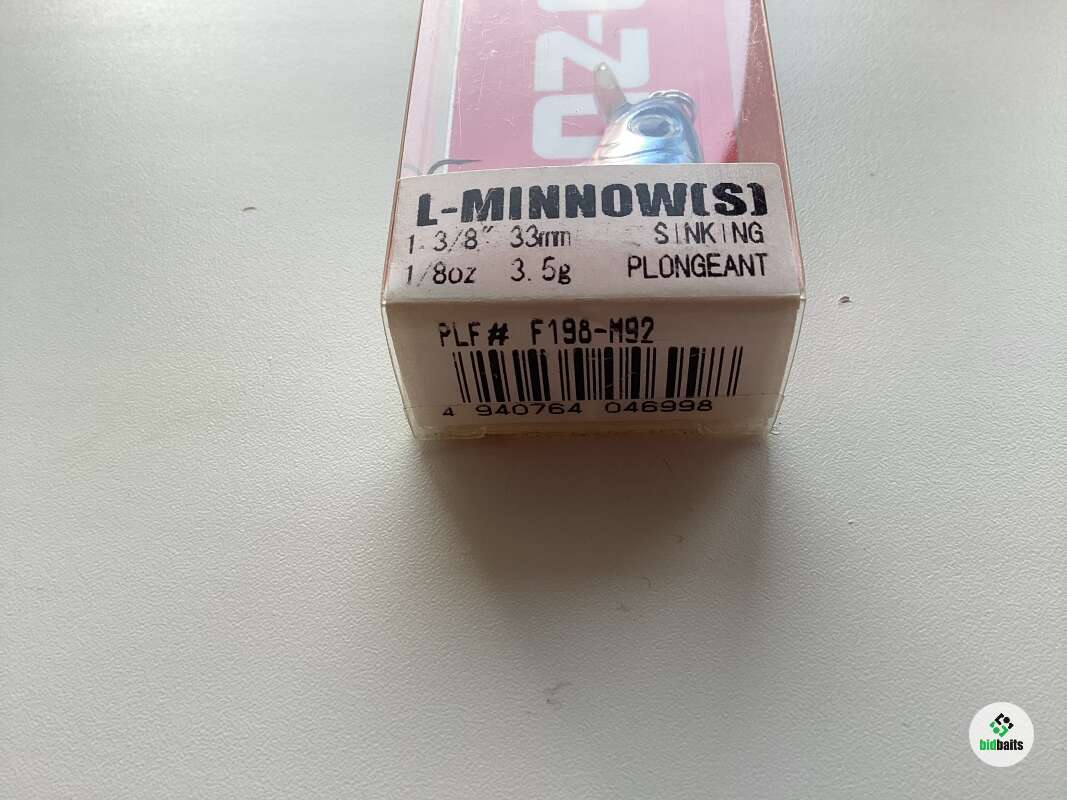 L-MINNOW(S)
1-3/8″ 33mm SINKING
1/8oz 3.5g PLONGEANT
PLF# F198-M92
4 940764 046998
bidbaits